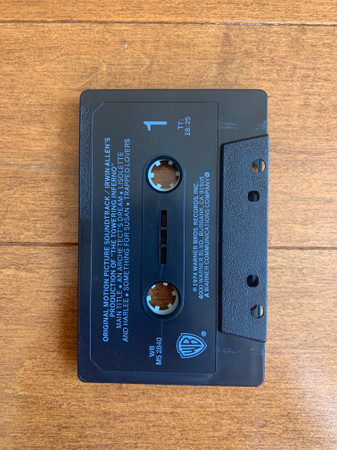 ORIGINAL MOTION PICTURE SOUNDTRACK / IRWIN ALLEN'S
PRODUCTION OF "THE TOWERING INFERNO"
MAIN TITLE • AN ARCHITECT'S DREAM • LISOLETTE
AND HARLEE • SOMETHING FOR SUSAN • TRAPPED LOVERS
1
TT:
18:25
WB
M5 2840
℗ 1974 WARNER BROS. RECORDS, INC.
4000 WARNER BLVD., BURBANK, CA 91505
A WARNER COMMUNICATIONS COMPANY
WB